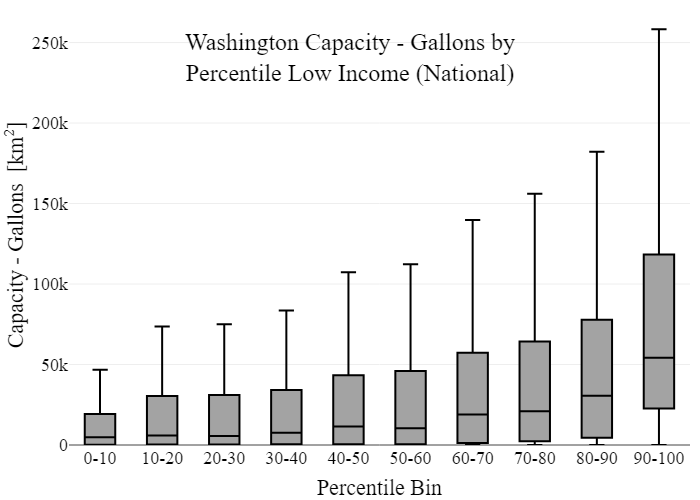 Washington Capacity - Gallons by
Percentile Low Income (National)
Capacity - Gallons [km²]
250k
200k
150k
100k
50k
0
0-10 10-20 20-30 30-40 40-50 50-60 60-70 70-80 80-90 90-100
Percentile Bin